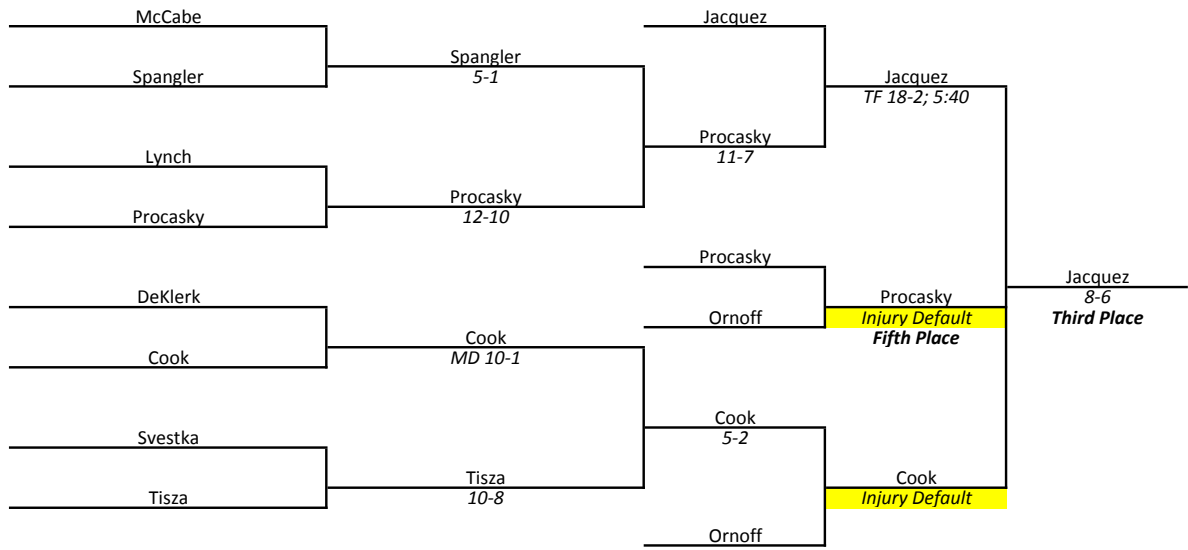 McCabe
Spangler
Lynch
Procasky
DeKlerk
Cook
Svestka
Tisza
Spangler
5-1
Procasky
12-10
Cook
MD 10-1
Tisza
10-8
Jacquez
Procasky
11-7
Procasky
Ornoff
Cook
5-2
Ornoff
Jacquez
TF 18-2; 5:40
Procasky
Injury Default
Fifth Place
Cook
Injury Default
Jacquez
8-6
Third Place